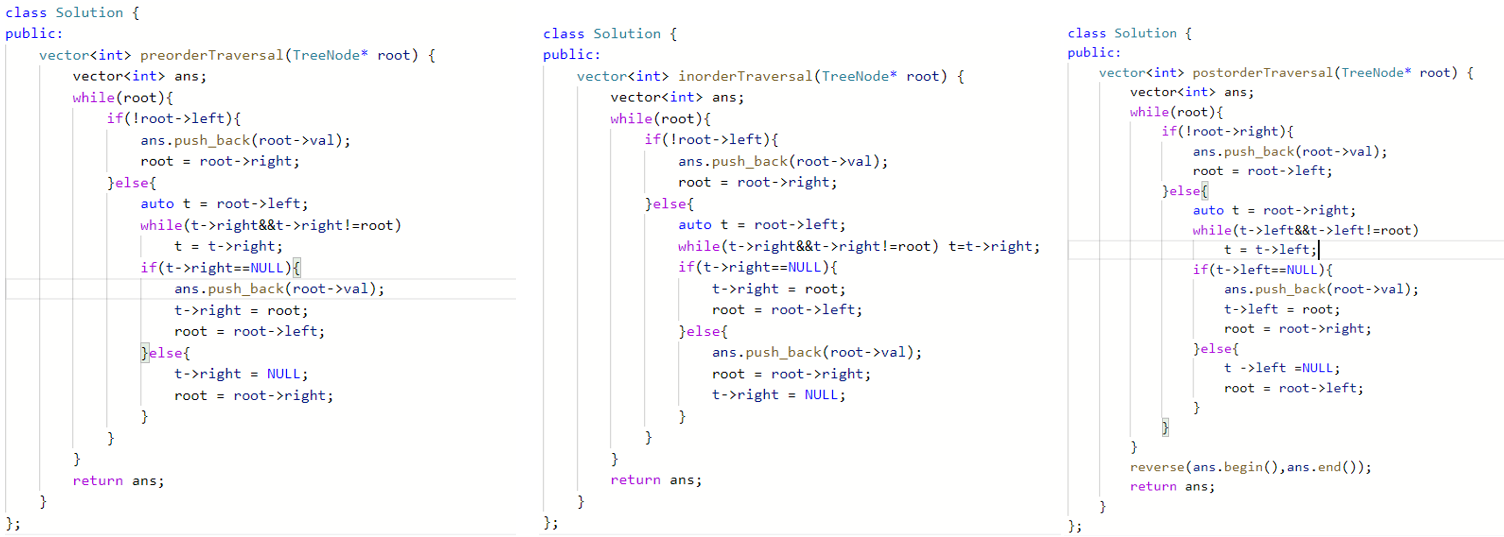 class Solution {
public:
    vector<int> preorderTraversal(TreeNode* root) {
        vector<int> ans;
        while(root){
            if(!root->left){
                ans.push_back(root->val);
                root = root->right;
            }else{
                auto t = root->left;
                while(t->right&&t->right!=root)
                    t = t->right;
                if(t->right==NULL){
                    ans.push_back(root->val);
                    t->right = root;
                    root = root->left;
                }else{
                    t->right = NULL;
                    root = root->right;
                }
            }
        }
        return ans;
    }
};
class Solution {
public:
    vector<int> inorderTraversal(TreeNode* root) {
        vector<int> ans;
        while(root){
            if(!root->left){
                ans.push_back(root->val);
                root = root->right;
            }else{
                auto t = root->left;
                while(t->right&&t->right!=root) t=t->right;
                if(t->right==NULL){
                    t->right = root;
                    root = root->left;
                }else{
                    ans.push_back(root->val);
                    root = root->right;
                    t->right = NULL;
                }
            }
        }
        return ans;
    }
};
class Solution {
public:
    vector<int> postorderTraversal(TreeNode* root) {
        vector<int> ans;
        while(root){
            if(!root->right){
                ans.push_back(root->val);
                root = root->left;
            }else{
                auto t = root->right;
                while(t->left&&t->left!=root)
                    t = t->left;
                if(t->left==NULL){
                    ans.push_back(root->val);
                    t->left = root;
                    root = root->right;
                }else{
                    t ->left =NULL;
                    root = root->left;
                }
            }
        }
        reverse(ans.begin(),ans.end());
        return ans;
    }
};